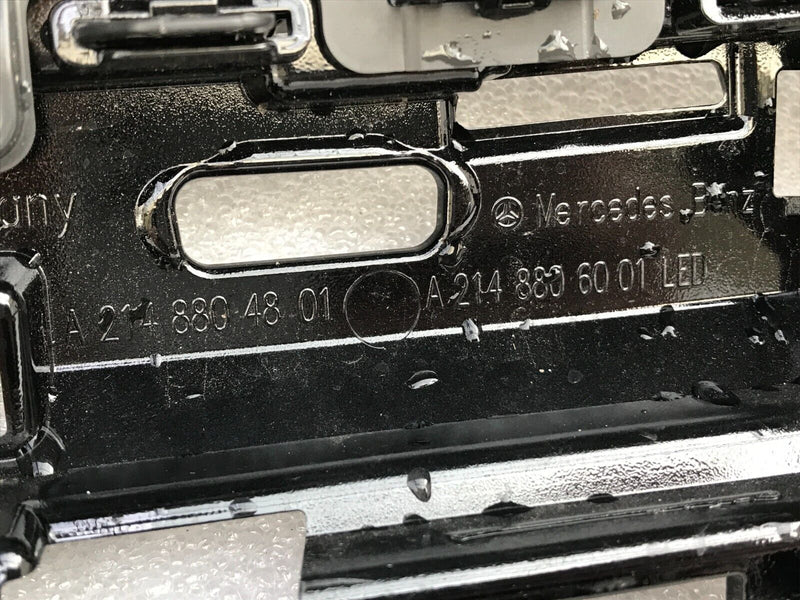 Mercedes Benz
A 214 880 48 01
A 214 880 60 01 LED